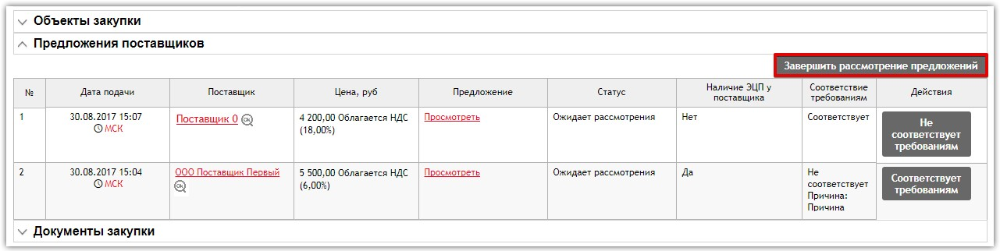 Объекты закупки
Предложения поставщиков
Завершить рассмотрение предложений
№
Дата подачи
Поставщик
Цена, руб
Предложение
Статус
Наличие ЭЦП у
поставщика
Соответствие
требованиям
Действия
1
30.08.2017 15:07
МСК
Поставщик 0
4 200,00 Облагается НДС
(18,00%)
Просмотреть
Ожидает рассмотрения
Нет
Соответствует
Не
соответствует
требованиям
2
30.08.2017 15:04
МСК
ООО Поставщик Первый
5 500,00 Облагается НДС
(6,00%)
Просмотреть
Ожидает рассмотрения
Да
Не
соответствует
Причина:
Причина
Соответствует
требованиям
Документы закупки